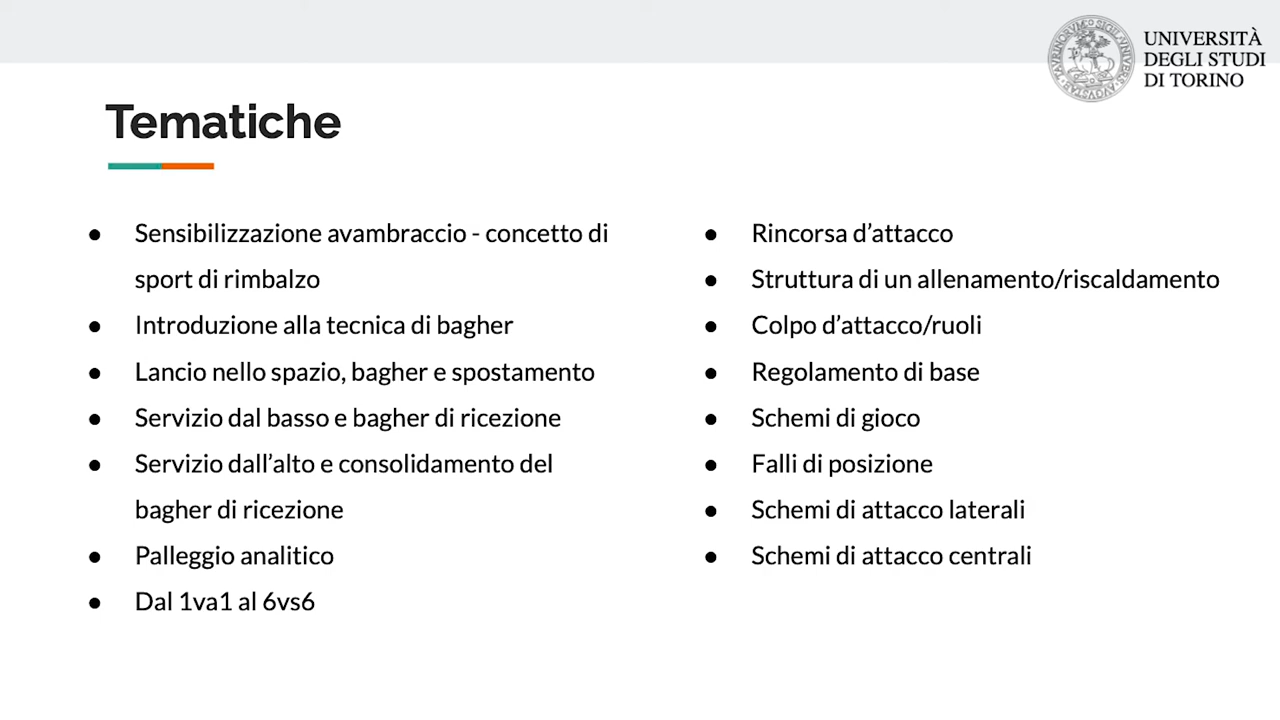 UNIVERSITÀ
DEGLI STUDI
DI TORINO
Tematiche
● Sensibilizzazione avambraccio - concetto di
sport di rimbalzo
● Introduzione alla tecnica di bagher
● Lancio nello spazio, bagher e spostamento
● Servizio dal basso e bagher di ricezione
● Servizio dall’alto e consolidamento del
bagher di ricezione
● Palleggio analitico
● Dal 1va1 al 6vs6
● Rincorsa d’attacco
● Struttura di un allenamento/riscaldamento
● Colpo d’attacco/ruoli
● Regolamento di base
● Schemi di gioco
● Falli di posizione
● Schemi di attacco laterali
● Schemi di attacco centrali